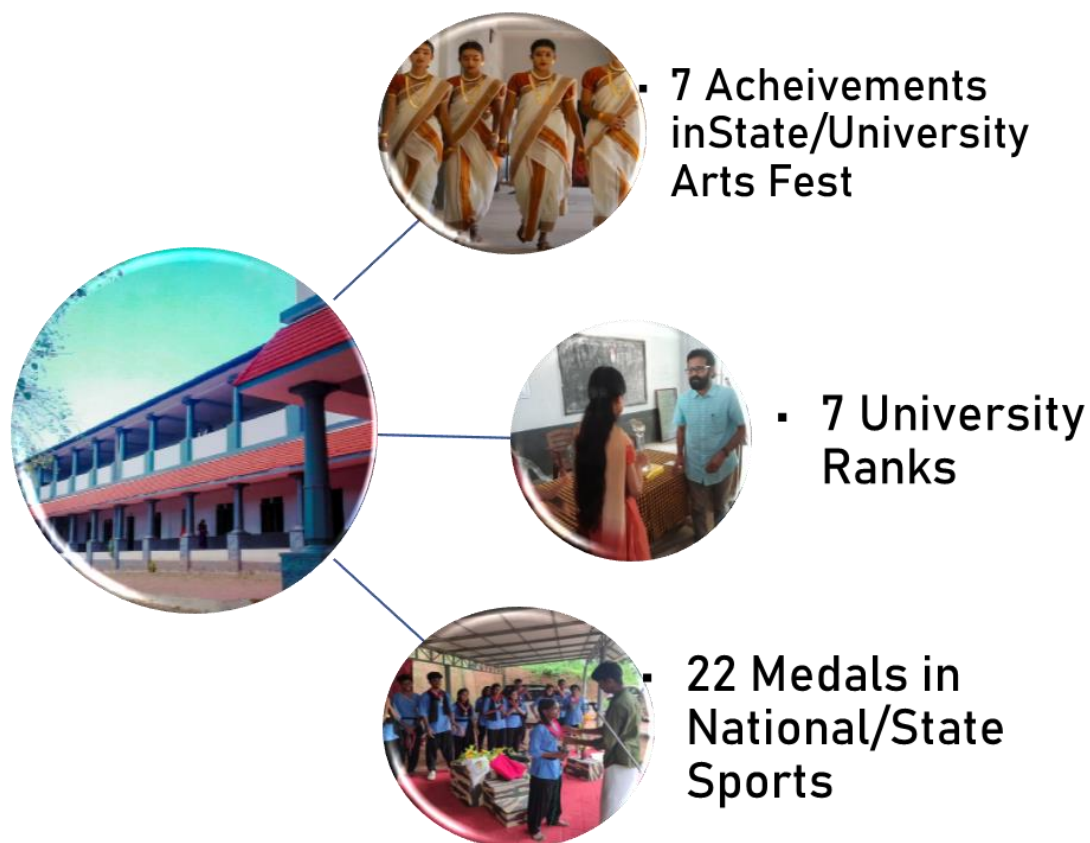 ▪ 7 Acheivements
inState/University
Arts Fest
▪ 7 University
Ranks
▪ 22 Medals in
National/State
Sports